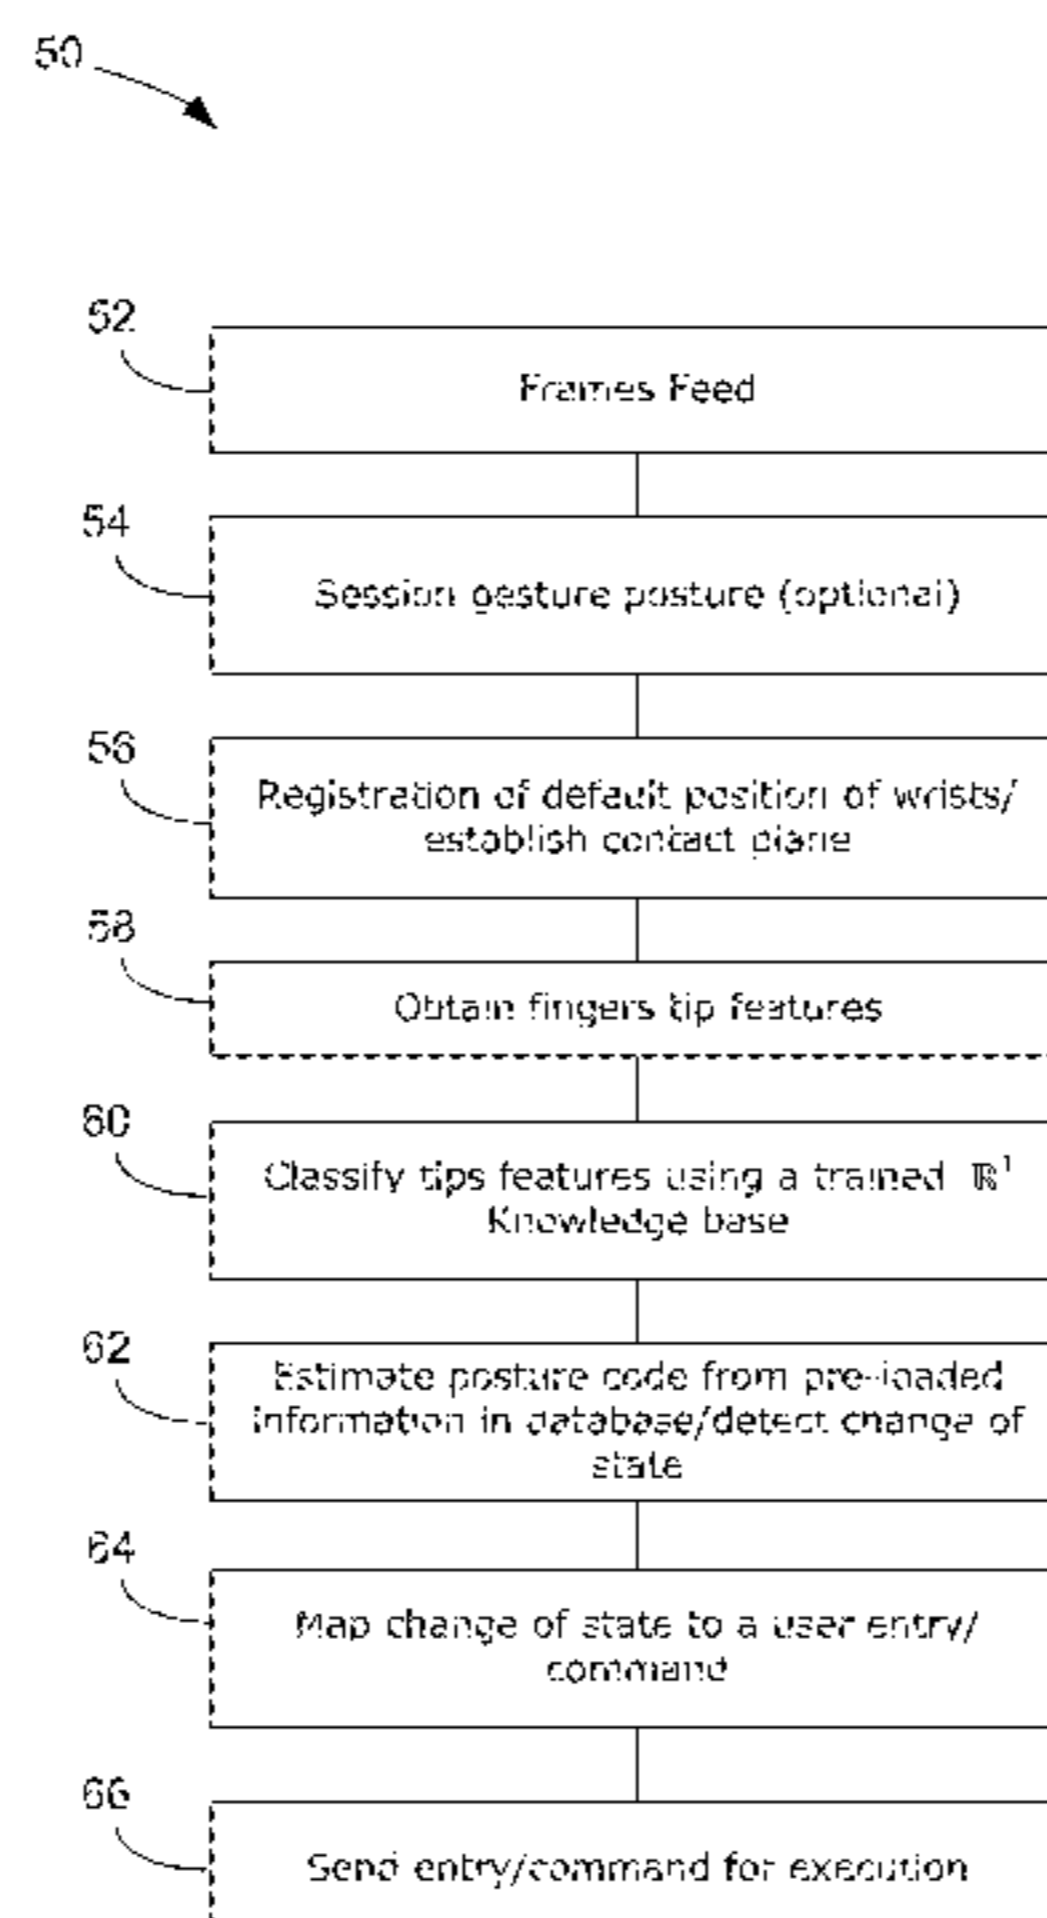 50
52
Frames Feed
54
Session gesture posture (optional)
56
Registration of default position of wrists/
establish contact plane
58
Obtain fingers tip features
60
Classify tips features using a trained ℝ¹
Knowledge base
62
Estimate posture code from pre-loaded
information in database/detect change of
state
64
Map change of state to a user entry/
command
66
Send entry/command for execution